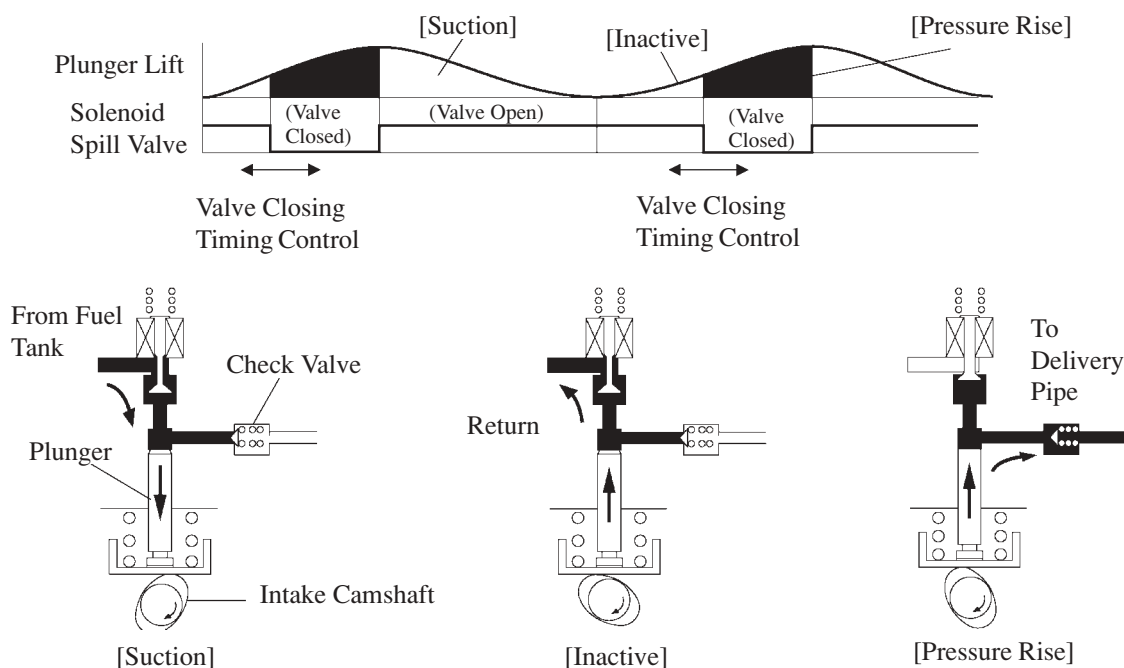 [Suction]
[Inactive]
[Pressure Rise]
Plunger Lift
Solenoid
Spill Valve
(Valve
Closed)
(Valve Open)
(Valve
Closed)
Valve Closing
Timing Control
Valve Closing
Timing Control
From Fuel
Tank
Check Valve
Plunger
Intake Camshaft
[Suction]
Return
[Inactive]
To
Delivery
Pipe
[Pressure Rise]